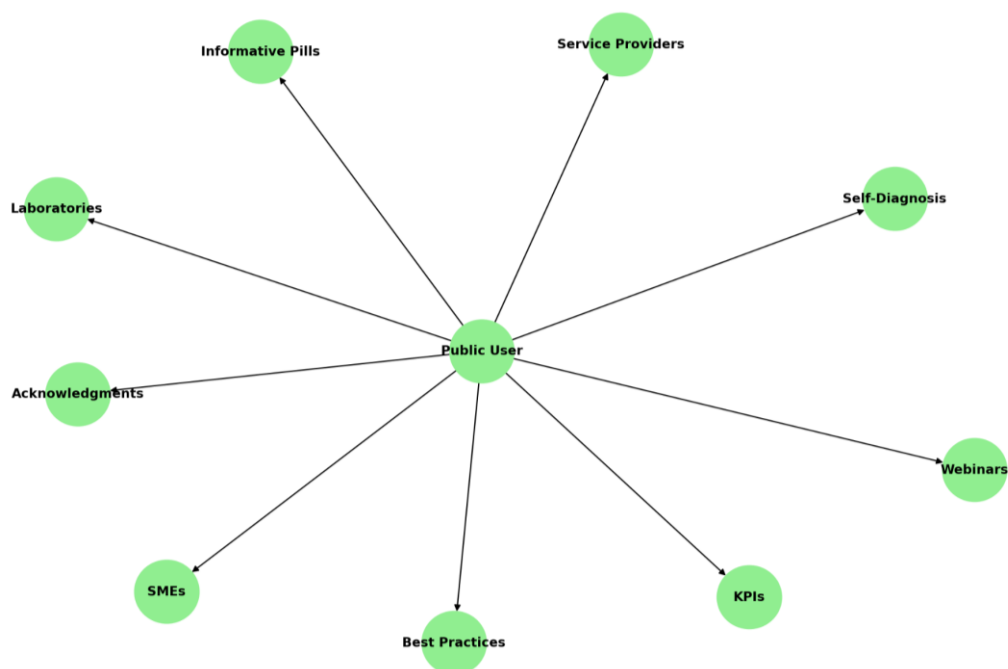 Service Providers
Informative Pills
Self-Diagnosis
Laboratories
Public User
Acknowledgments
Webinars
SMEs
KPIs
Best Practices